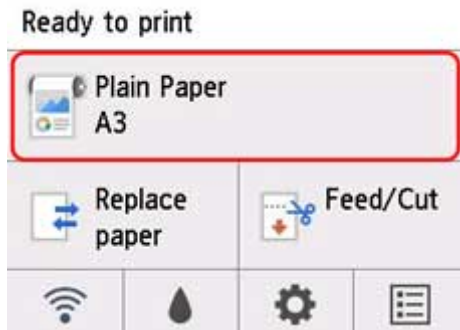 Ready to print
Plain Paper
A3
Replace
paper
Feed/Cut